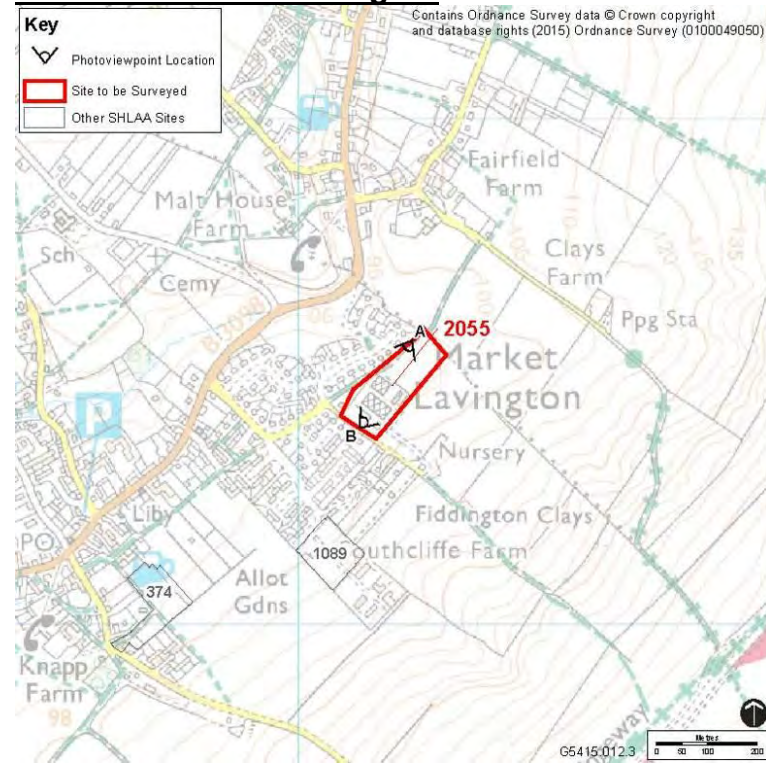 Key
Photoviewpoint Location
Site to be Surveyed
Other SHLAA Sites
Contains Ordnance Survey data © Crown copyright
and database rights (2015) Ordnance Survey (0100049050)
Fairfield
Farm
Malt House
Farm
Clays
Farm
Sch
Cemy
Ppg Sta
A
2055
Market
Lavington
P
B
Nursery
Liby
PO
Fiddington Clays
1089
outhcliffe Farm
374
Allot
Gdns
Knapp
Farm
98
G5415.012.3
Metres
0 50 100 200